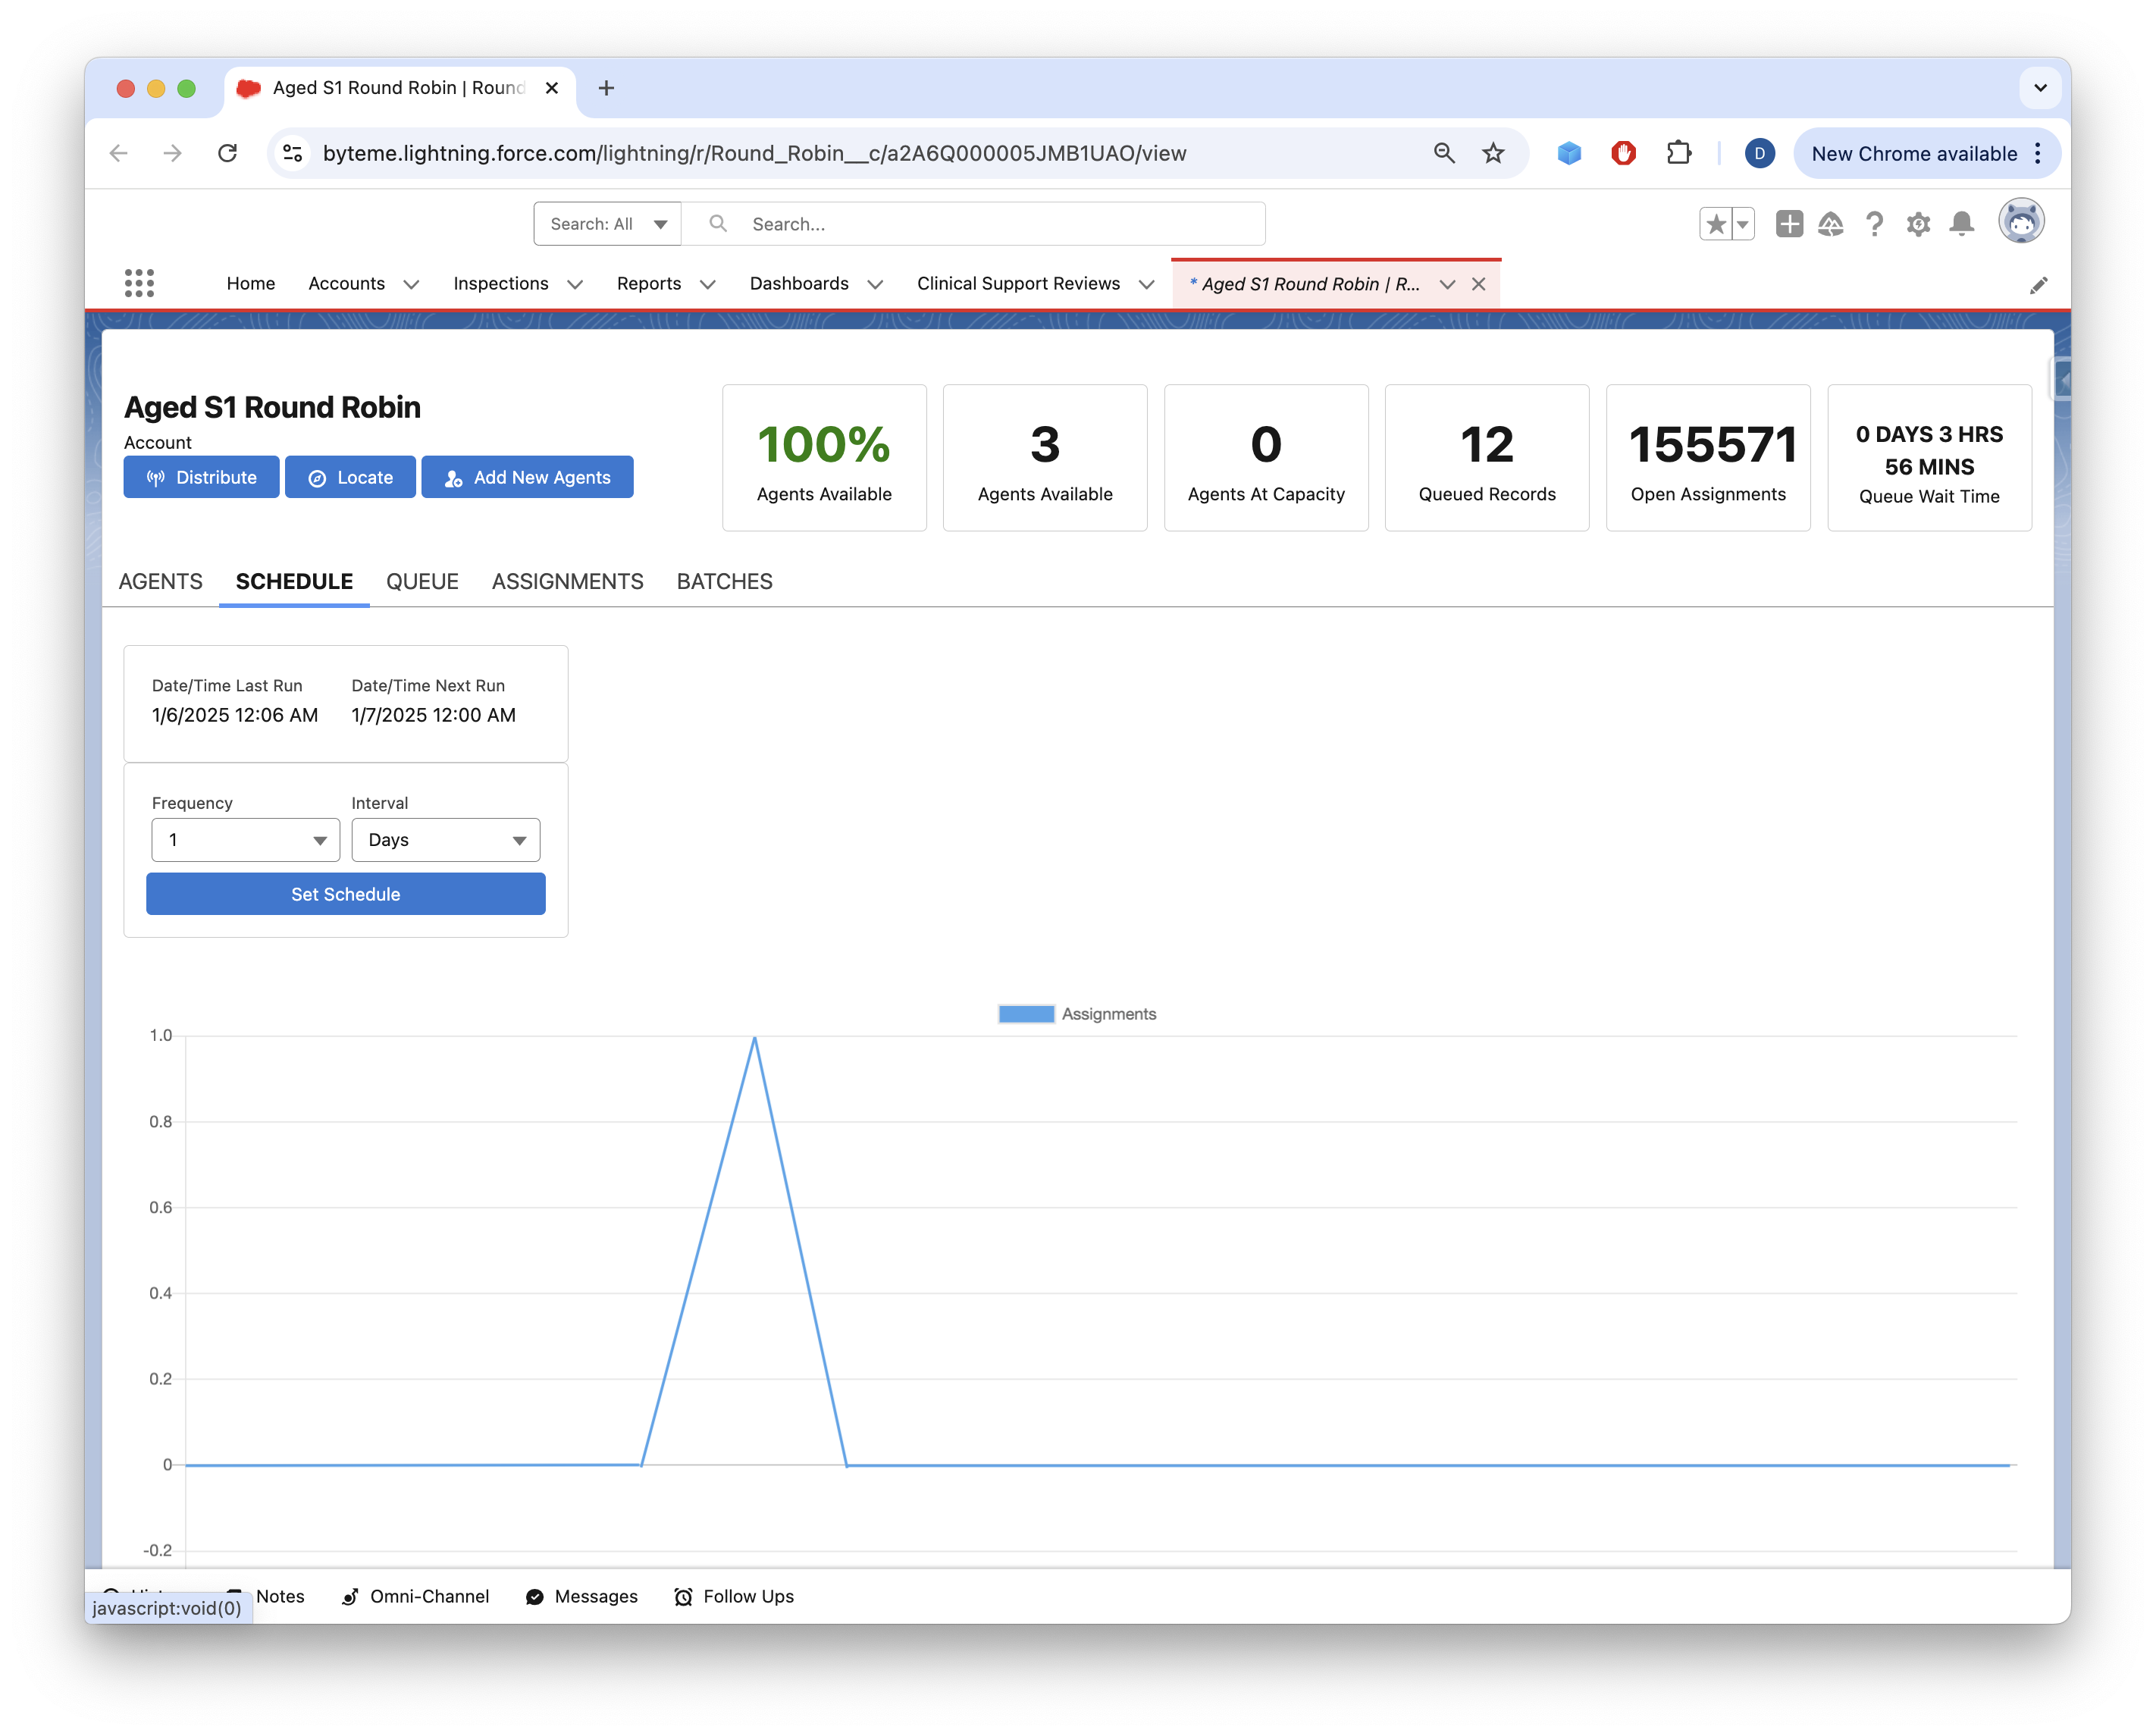 Aged S1 Round Robin | Round
byteme.lightning.force.com/lightning/r/Round_Robin__c/a2A6Q000005JMB1UAO/view
D
New Chrome available
Search: All
Search...
Home
Accounts
Inspections
Reports
Dashboards
Clinical Support Reviews
* Aged S1 Round Robin | R...
Aged S1 Round Robin
Account
Distribute
Locate
Add New Agents
100%
Agents Available
3
Agents Available
0
Agents At Capacity
12
Queued Records
155571
Open Assignments
0 DAYS 3 HRS
56 MINS
Queue Wait Time
AGENTS
SCHEDULE
QUEUE
ASSIGNMENTS
BATCHES
Date/Time Last Run
1/6/2025 12:06 AM
Date/Time Next Run
1/7/2025 12:00 AM
Frequency
1
Interval
Days
Set Schedule
Assignments
1.0
0.8
0.6
0.4
0.2
0
-0.2
Notes
Omni-Channel
Messages
Follow Ups
javascript:void(0)